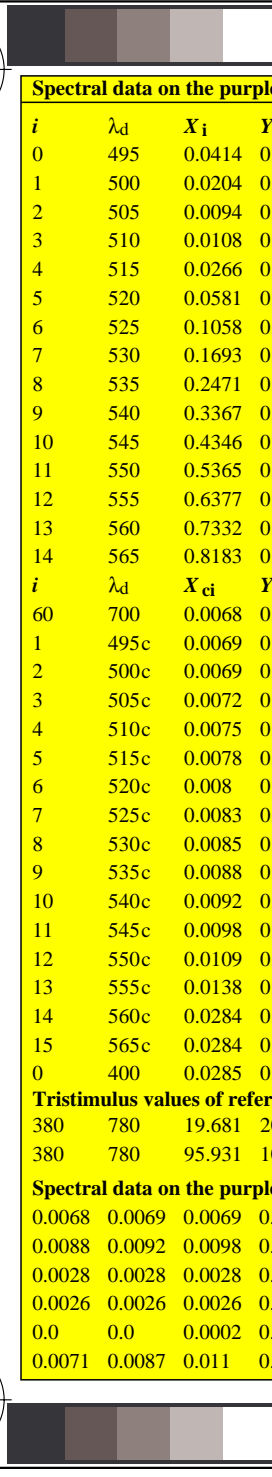 Spectral data on the purple
i λd Xi Y
0 495 0.0414 0
1 500 0.0204 0
2 505 0.0094 0
3 510 0.0108 0
4 515 0.0266 0
5 520 0.0581 0
6 525 0.1058 0
7 530 0.1693 0
8 535 0.2471 0
9 540 0.3367 0
10 545 0.4346 0
11 550 0.5365 0
12 555 0.6377 0
13 560 0.7332 0
14 565 0.8183 0
i λd Xci Y
60 700 0.0068 0
1 495c 0.0069 0
2 500c 0.0069 0
3 505c 0.0072 0
4 510c 0.0075 0
5 515c 0.0078 0
6 520c 0.008 0
7 525c 0.0083 0
8 530c 0.0085 0
9 535c 0.0088 0
10 540c 0.0092 0
11 545c 0.0098 0
12 550c 0.0109 0
13 555c 0.0138 0
14 560c 0.0284 0
15 565c 0.0284 0
0 400 0.0285 0
Tristimulus values of refer
380 780 19.681 20
380 780 95.931 10
Spectral data on the purple
0.0068 0.0069 0.0069 0.
0.0088 0.0092 0.0098 0.
0.0028 0.0028 0.0028 0.
0.0026 0.0026 0.0026 0.
0.0 0.0 0.0002 0.
0.0071 0.0087 0.011 0.